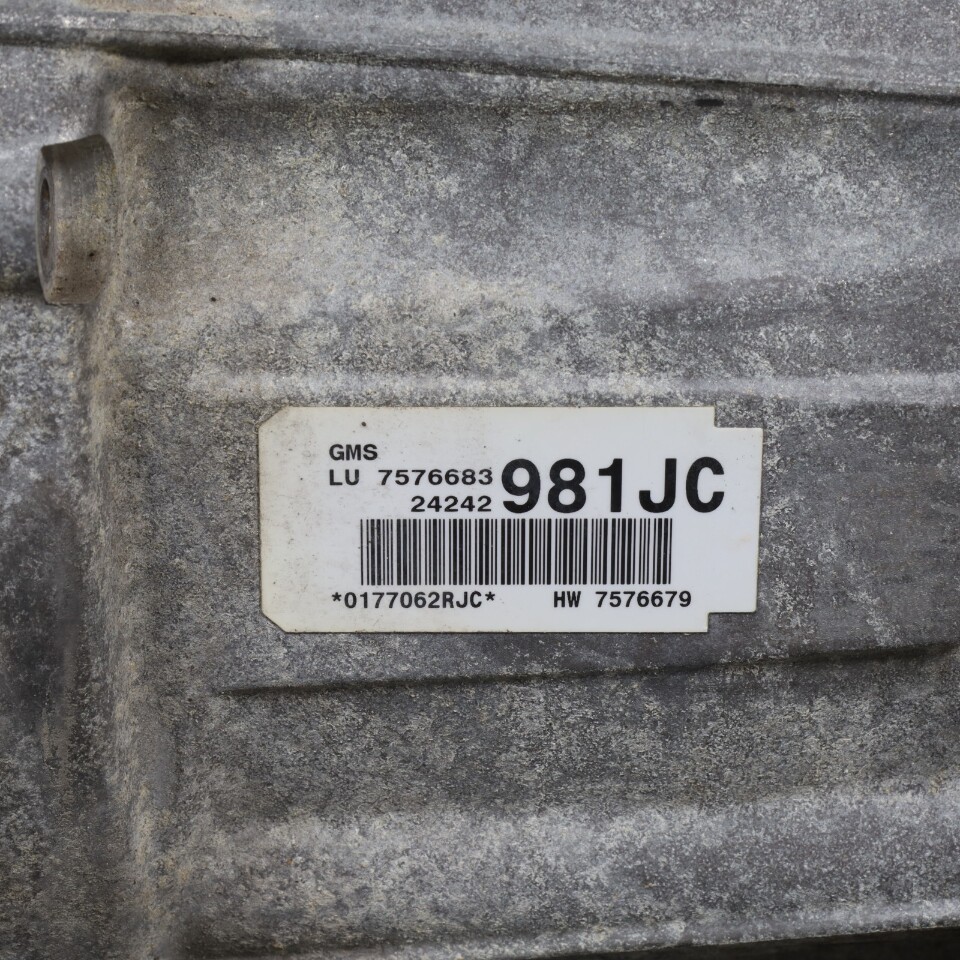 GMS
LU 7576683
24242 981JC
*0177062RJC* HW 7576679